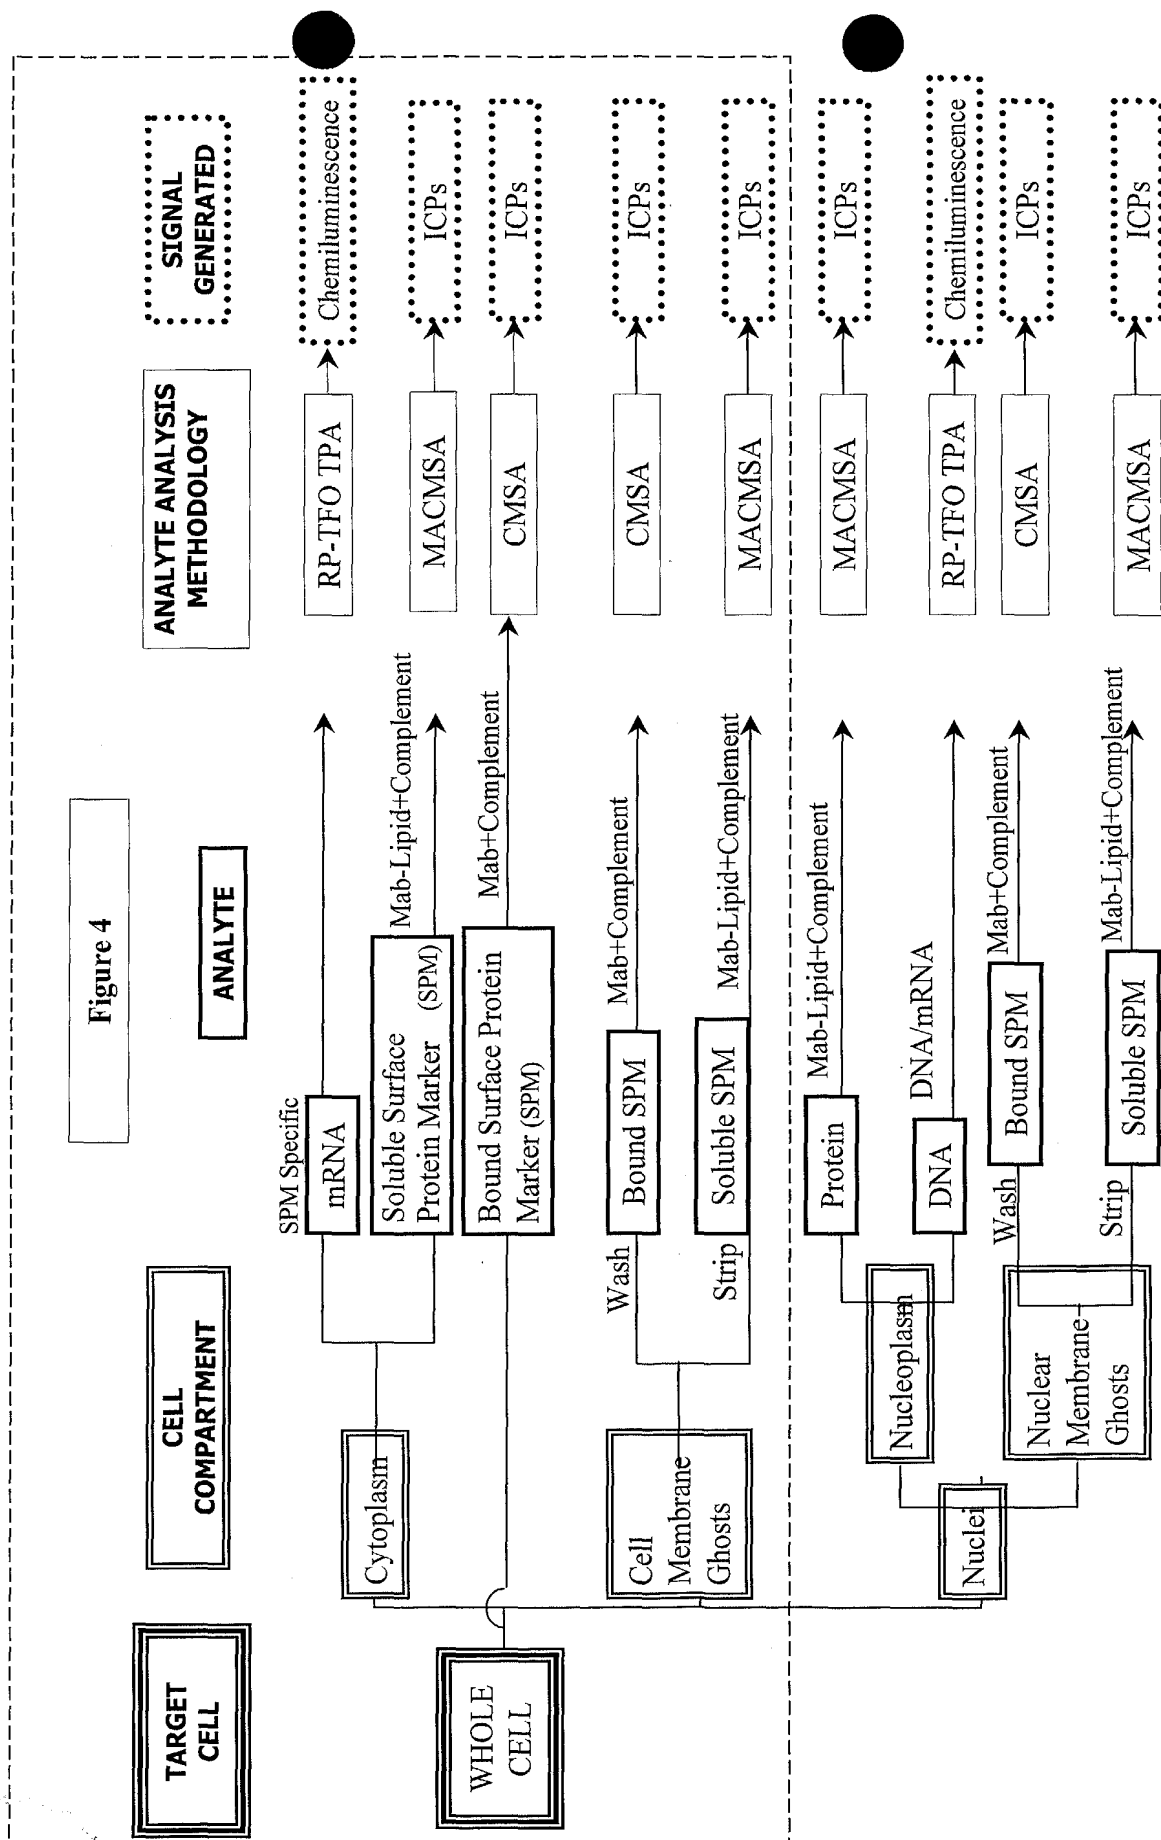 Figure 4
TARGET
CELL
CELL
COMPARTMENT
ANALYTE
ANALYTE ANALYSIS
METHODOLOGY
SIGNAL
GENERATED
SPM Specific
mRNA
RP-TFO TPA
Chemiluminescence
Cytoplasm
Soluble Surface
Protein Marker (SPM)
Mab-Lipid+Complement
MACMSA
ICPs
WHOLE
CELL
Bound Surface Protein
Marker (SPM)
Mab+Complement
CMSA
ICPs
Cell
Membrane
Ghosts
Wash
Bound SPM
Mab+Complement
CMSA
ICPs
Strip
Soluble SPM
Mab-Lipid+Complement
MACMSA
ICPs
Nuclei
Nucleoplasm
Protein
Mab-Lipid+Complement
MACMSA
ICPs
DNA
DNA/mRNA
RP-TFO TPA
Chemiluminescence
Nuclear
Membrane
Ghosts
Wash
Bound SPM
Mab+Complement
CMSA
ICPs
Strip
Soluble SPM
Mab-Lipid+Complement
MACMSA
ICPs